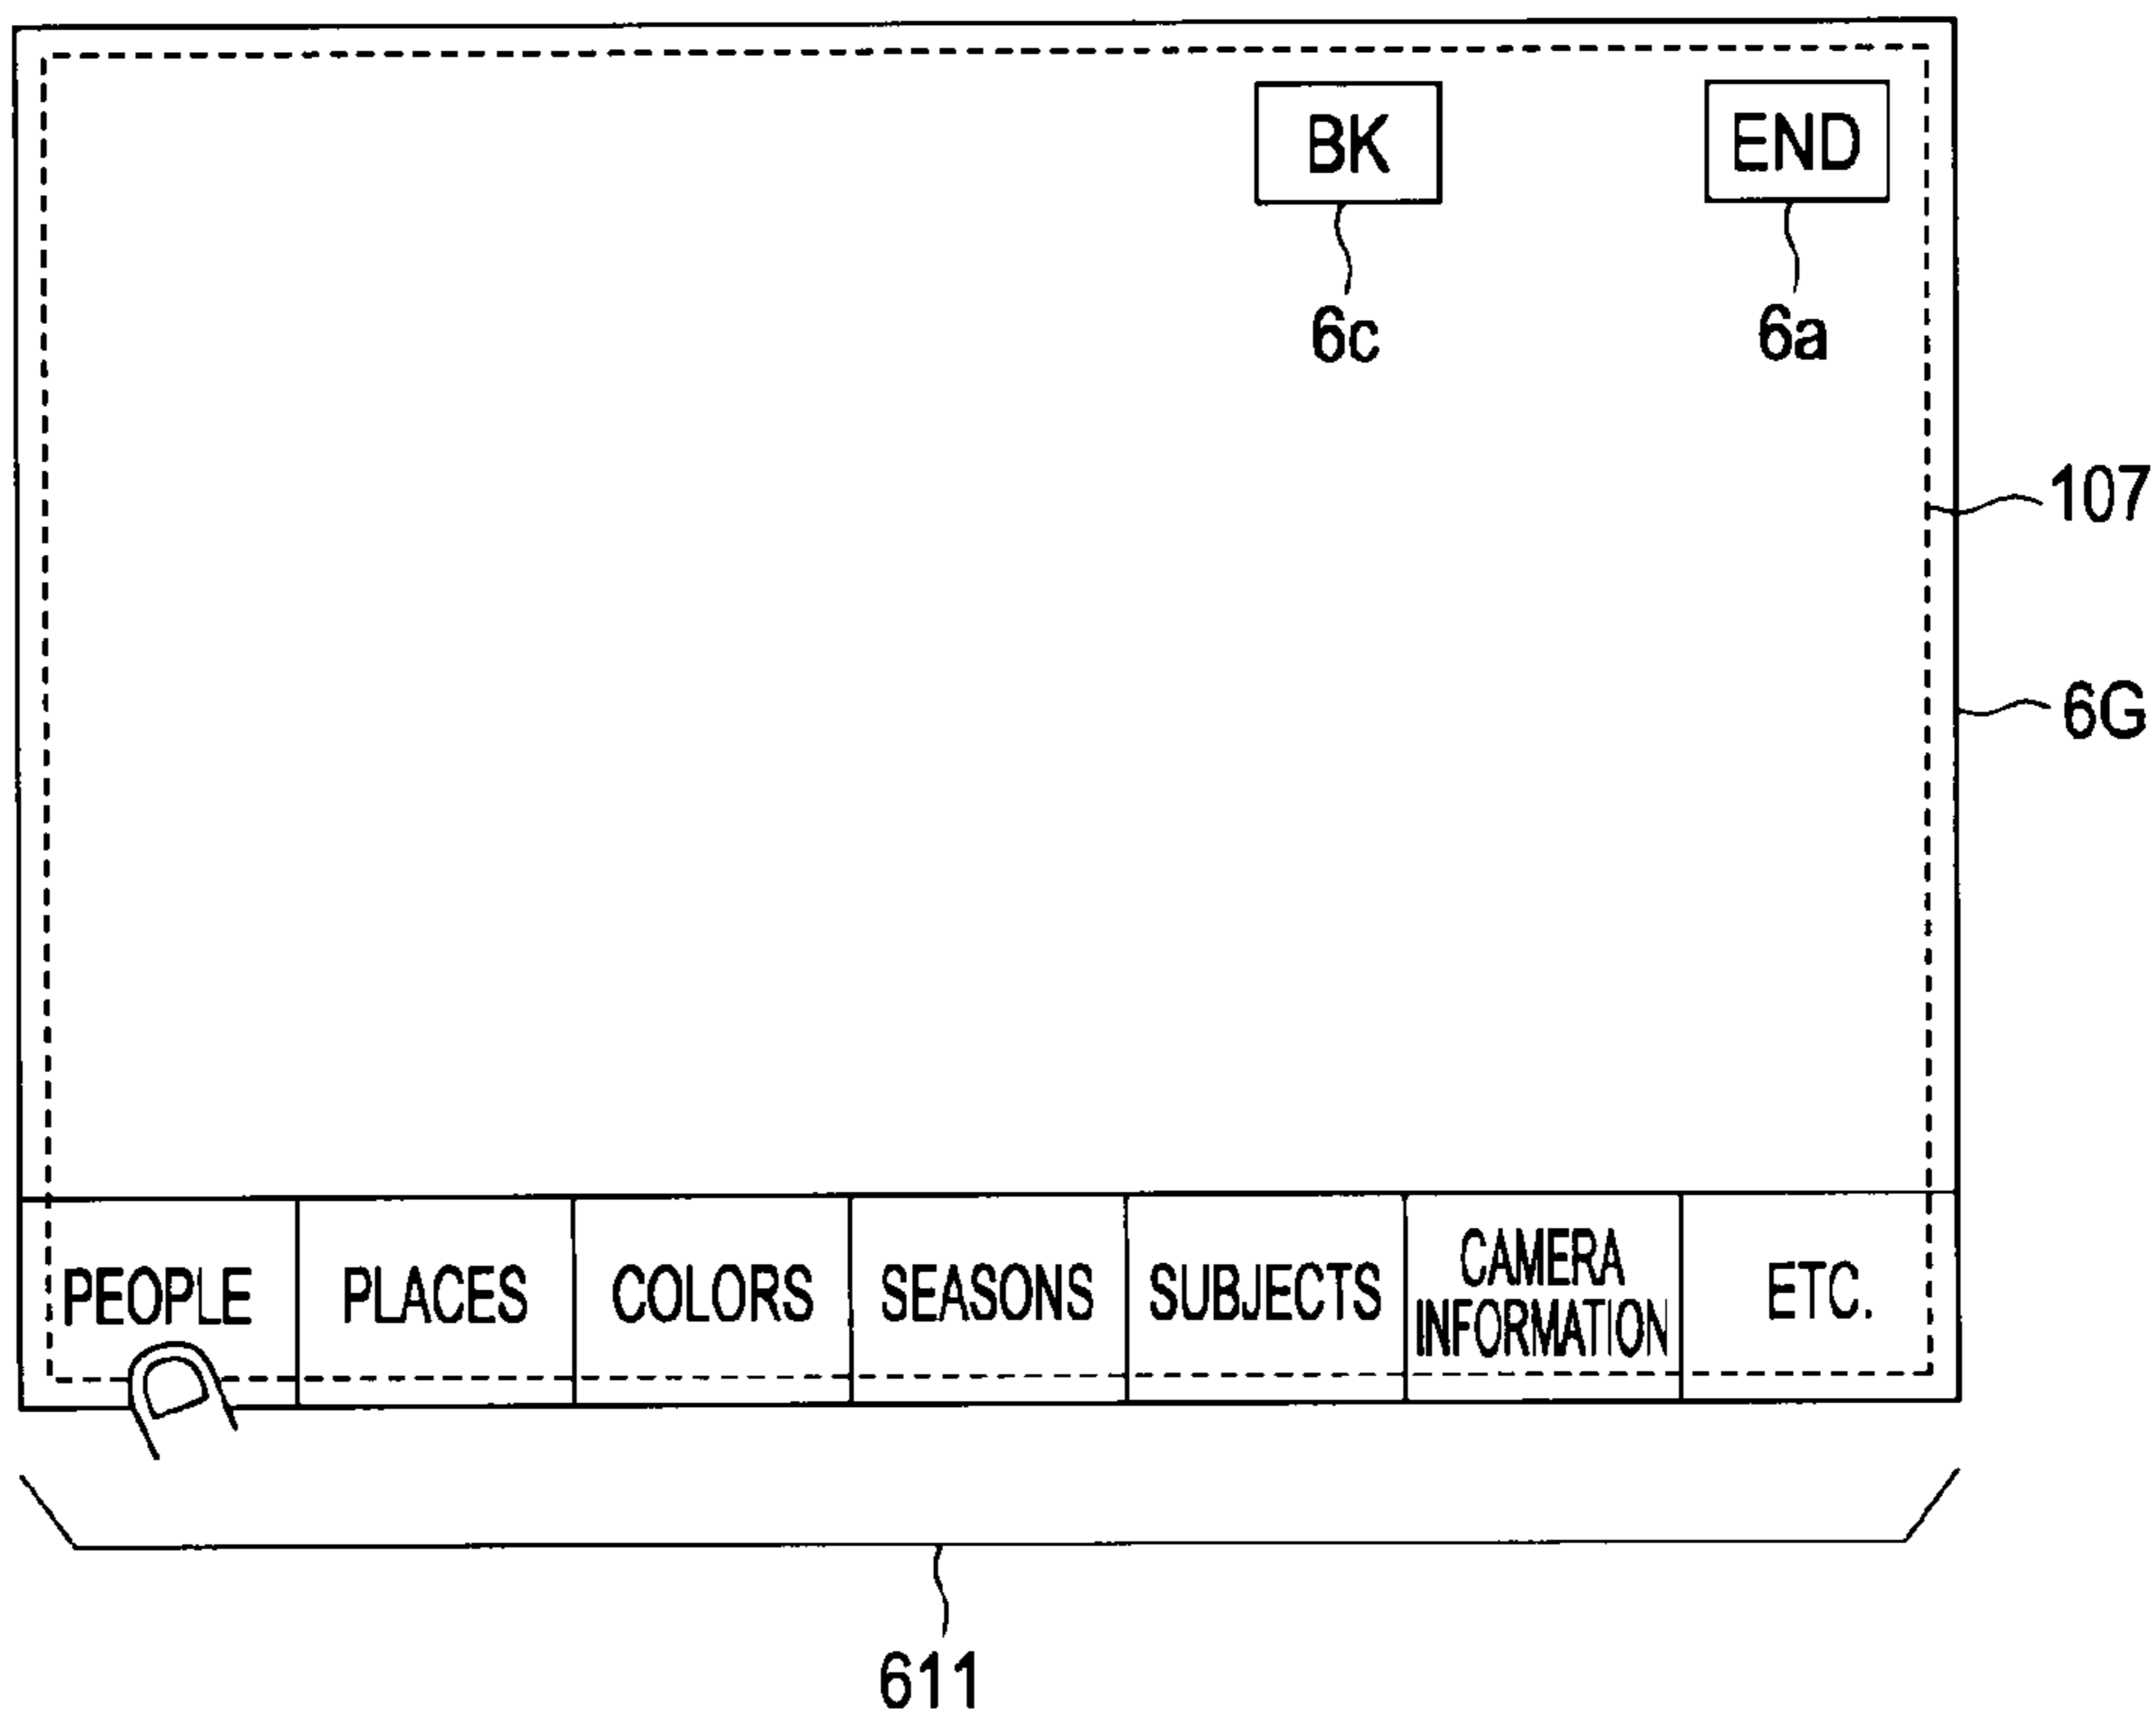 BK
END
6c
6a
107
6G
PEOPLE
PLACES
COLORS
SEASONS
SUBJECTS
CAMERA
INFORMATION
ETC.
611